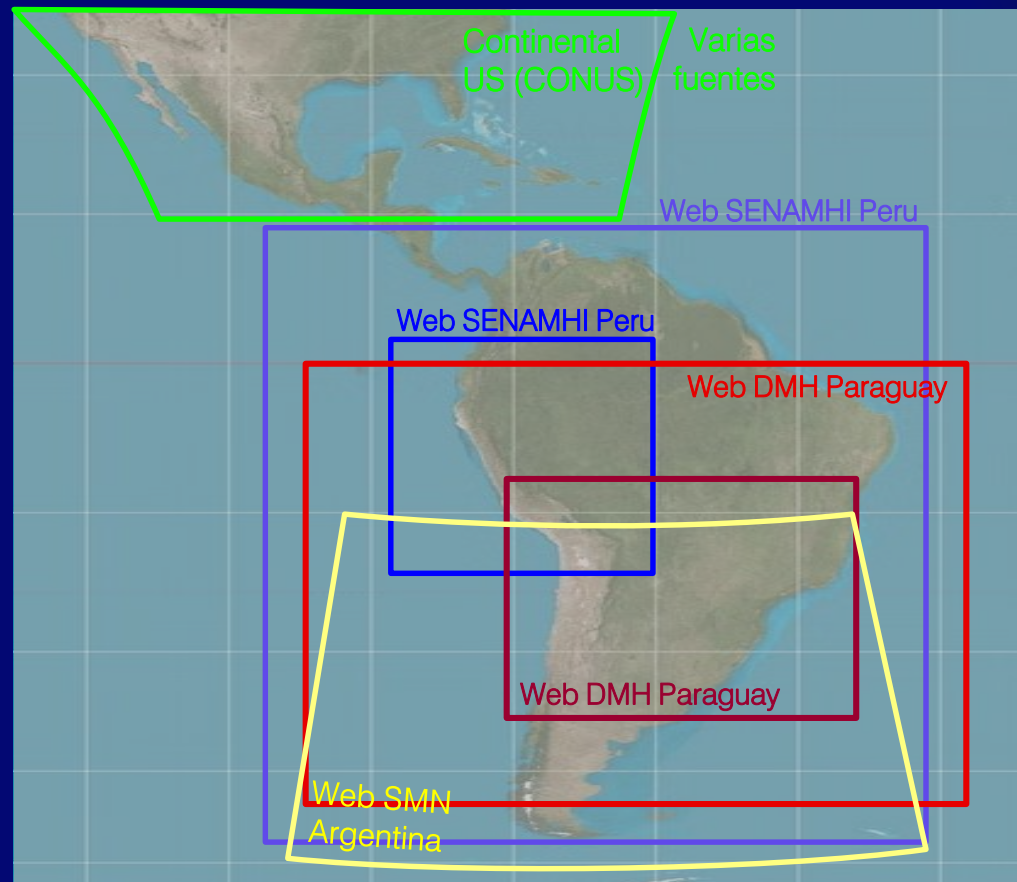 Continental
US (CONUS)
Varias
fuentes
Web SENAMHI Peru
Web SENAMHI Peru
Web DMH Paraguay
Web DMH Paraguay
Web SMN
Argentina